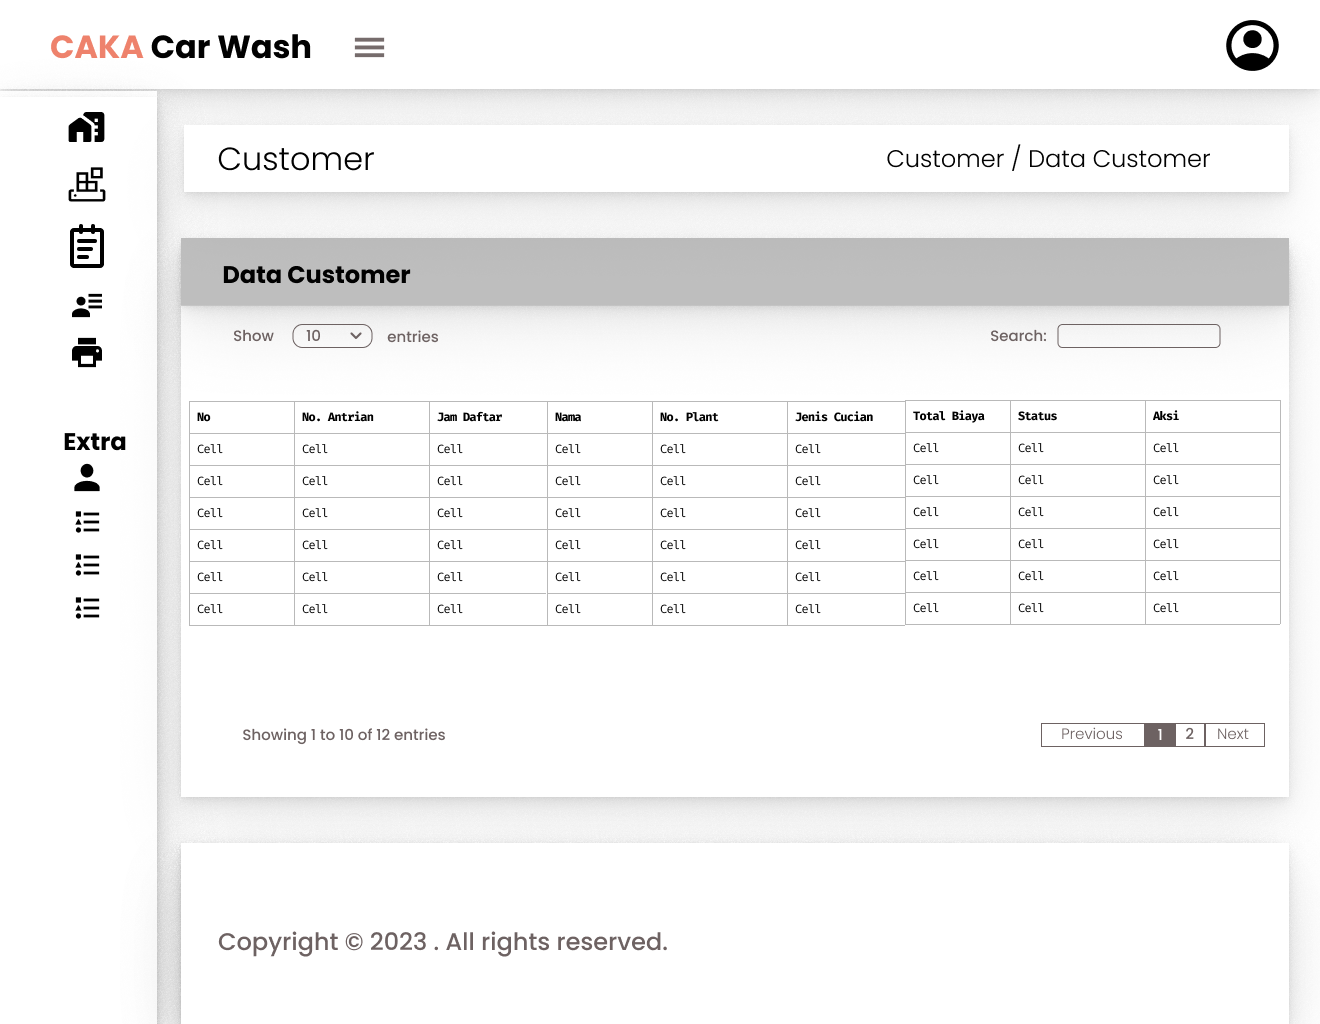 CAKA Car Wash
Customer
Customer / Data Customer
Data Customer
Show 10 entries
Search:
No No. Antrian Jam Daftar Nama No. Plant Jenis Cucian Total Biaya Status Aksi
Cell Cell Cell Cell Cell Cell Cell Cell Cell
Cell Cell Cell Cell Cell Cell Cell Cell Cell
Cell Cell Cell Cell Cell Cell Cell Cell Cell
Cell Cell Cell Cell Cell Cell Cell Cell Cell
Cell Cell Cell Cell Cell Cell Cell Cell Cell
Cell Cell Cell Cell Cell Cell Cell Cell Cell
Extra
Showing 1 to 10 of 12 entries
Previous 1 2 Next
Copyright © 2023 . All rights reserved.